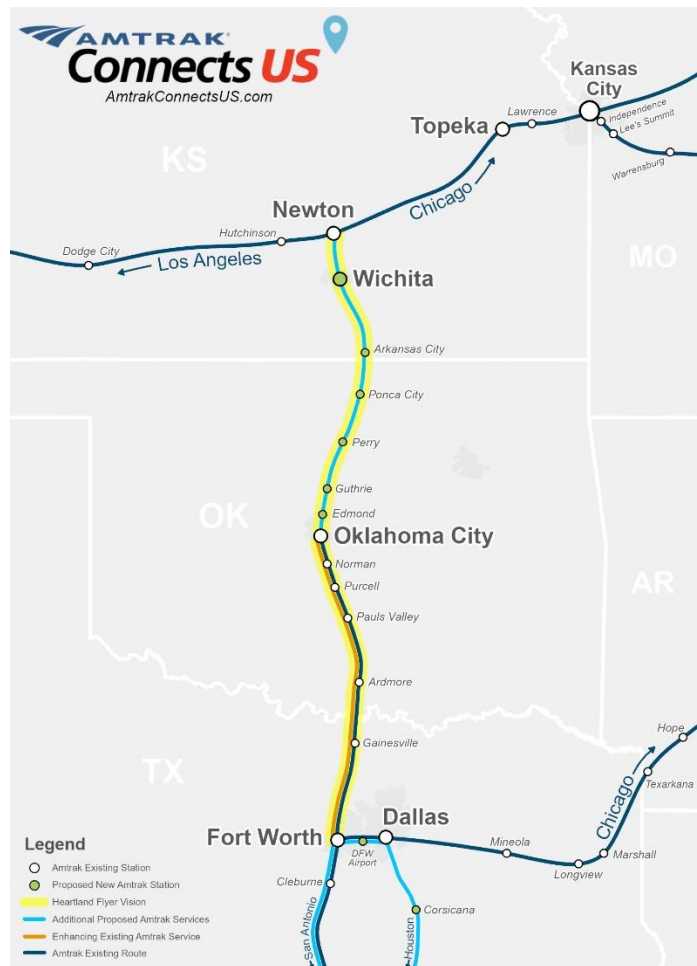 AMTRAK®
Connects US
AmtrakConnectsUS.com
Kansas
City
Lawrence
Independence
Lee's Summit
Topeka
Warrensburg
KS
Chicago
Newton
Hutchinson
Dodge City
Los Angeles
MO
Wichita
Arkansas City
Ponca City
Perry
Guthrie
OK
Edmond
Oklahoma City
Norman
AR
Purcell
Pauls Valley
Ardmore
Hope
Gainesville
TX
Texarkana
Chicago
Fort Worth
Dallas
DFW
Airport
Mineola
Marshall
Longview
Cleburne
Corsicana
San Antonio
Houston
Legend
Amtrak Existing Station
Proposed New Amtrak Station
Heartland Flyer Vision
Additional Proposed Amtrak Services
Enhancing Existing Amtrak Service
Amtrak Existing Route